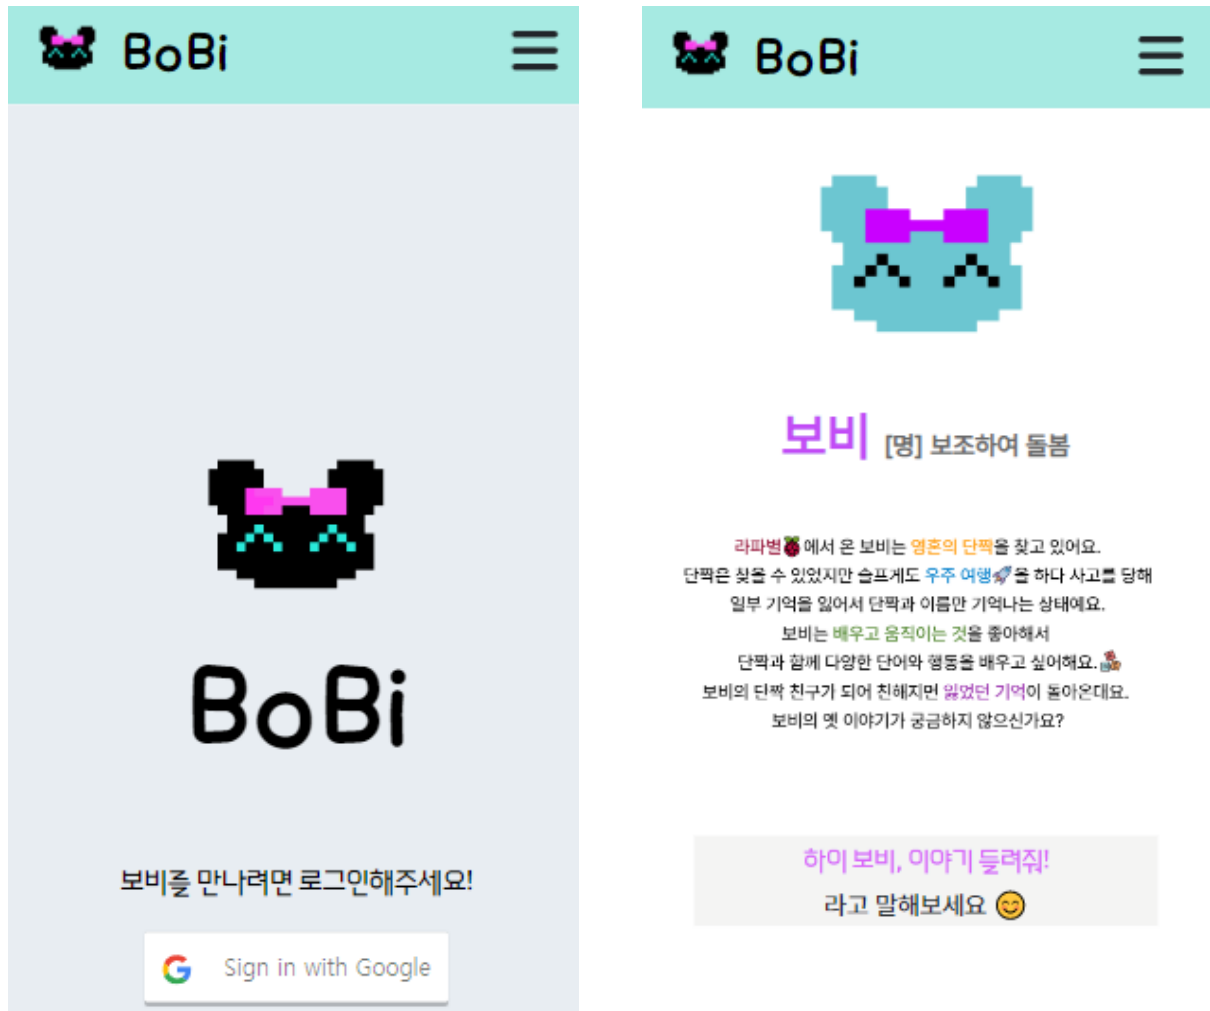 BoBi
BoBi
보비를 만나려면 로그인해주세요!
Sign in with Google
BoBi
보비 [명] 보조하여 돌봄
라파별에서 온 보비는 영혼의 단짝을 찾고 있어요.
단짝은 찾을 수 있었지만 슬프게도 우주 여행🚀을 하다 사고를 당해
일부 기억을 잃어서 단짝과 이름만 기억나는 상태예요.
보비는 배우고 움직이는 것을 좋아해서
단짝과 함께 다양한 단어와 행동을 배우고 싶어해요.
보비의 단짝 친구가 되어 친해지면 잃었던 기억이 돌아온대요.
보비의 옛 이야기가 궁금하지 않으신가요?
하이 보비, 이야기 들려줘!
라고 말해보세요 😊